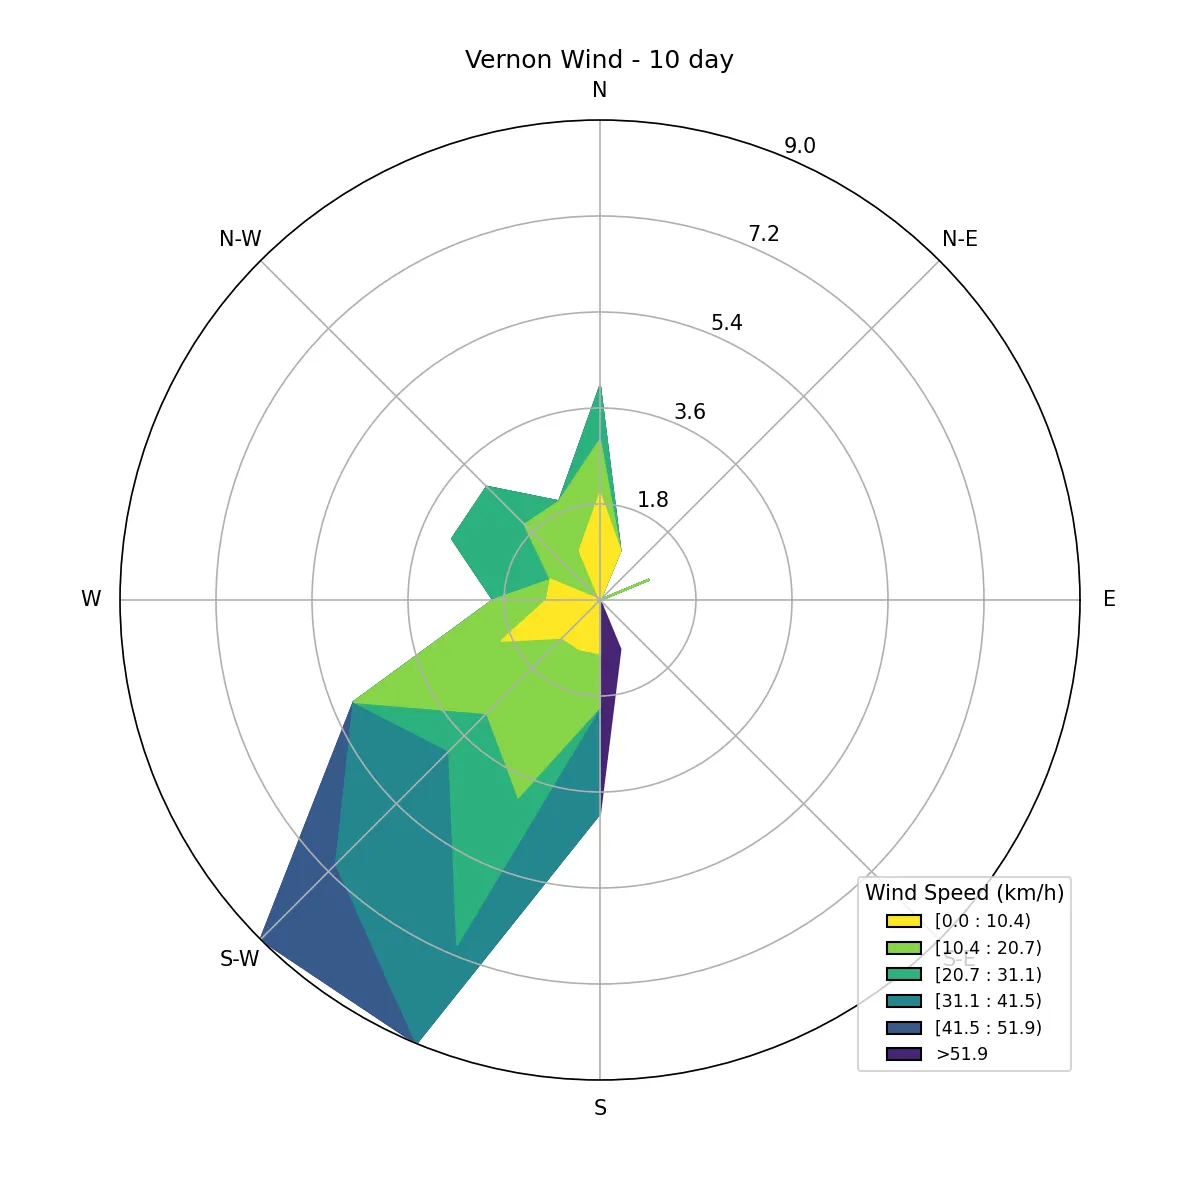 Vernon Wind - 10 day
N
9.0
7.2
N-W
N-E
5.4
3.6
1.8
W
E
Wind Speed (km/h)
[0.0 : 10.4)
[10.4 : 20.7)
S-W
S-E
[20.7 : 31.1)
[31.1 : 41.5)
[41.5 : 51.9)
>51.9
S